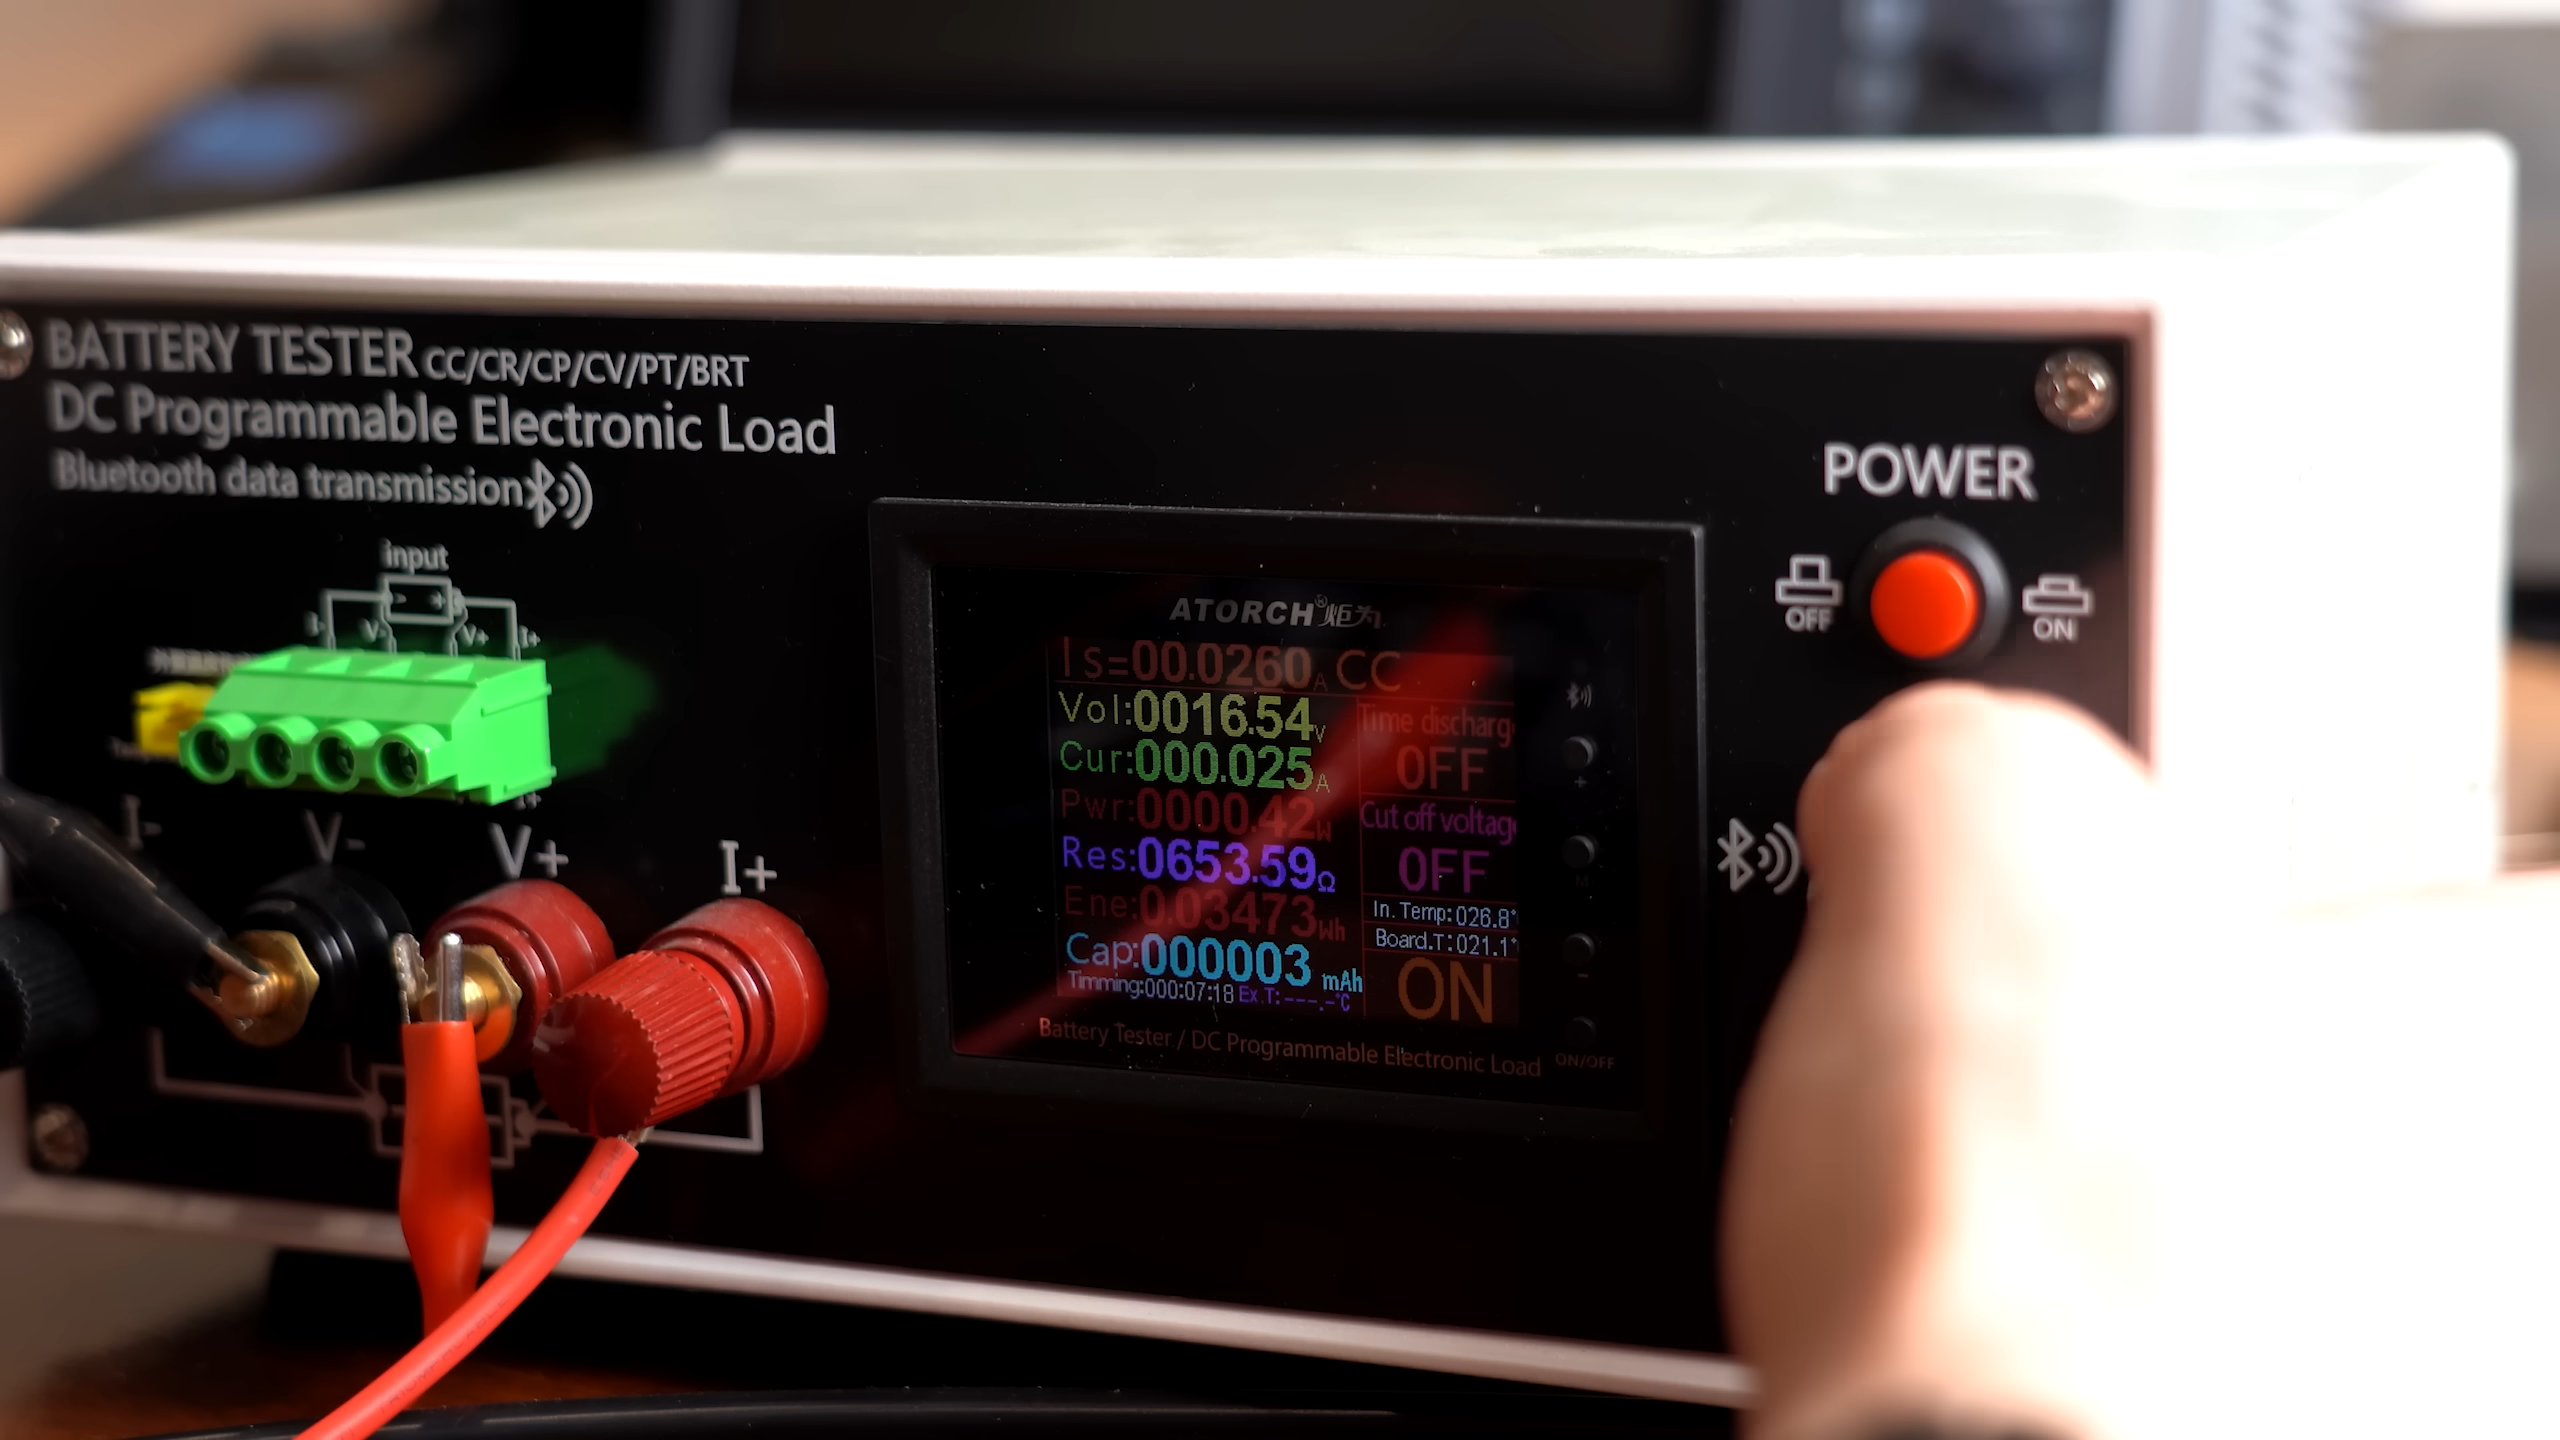 BATTERY TESTER CC/CR/CP/CV/PT/BRT
DC Programmable Electronic Load
Bluetooth data transmission
input
I- V- V+ I+
I+
I- V- V+ I+
POWER
OFF
ON
ATORCH® 炬为
Is=00.0260A CC
Vol:0016.54V
Cur:000.025A
Pwr:0000.42W
Res:0653.59Ω
Ene:0.03473Wh
Cap:000003 mAh
Timming:000:07:18 Ex.T:---.-°C
Time discharg
OFF
Cut off voltag
OFF
In. Temp:026.8°
Board.T:021.1°
ON
+
M
-
ON/OFF
Battery Tester / DC Programmable Electronic Load